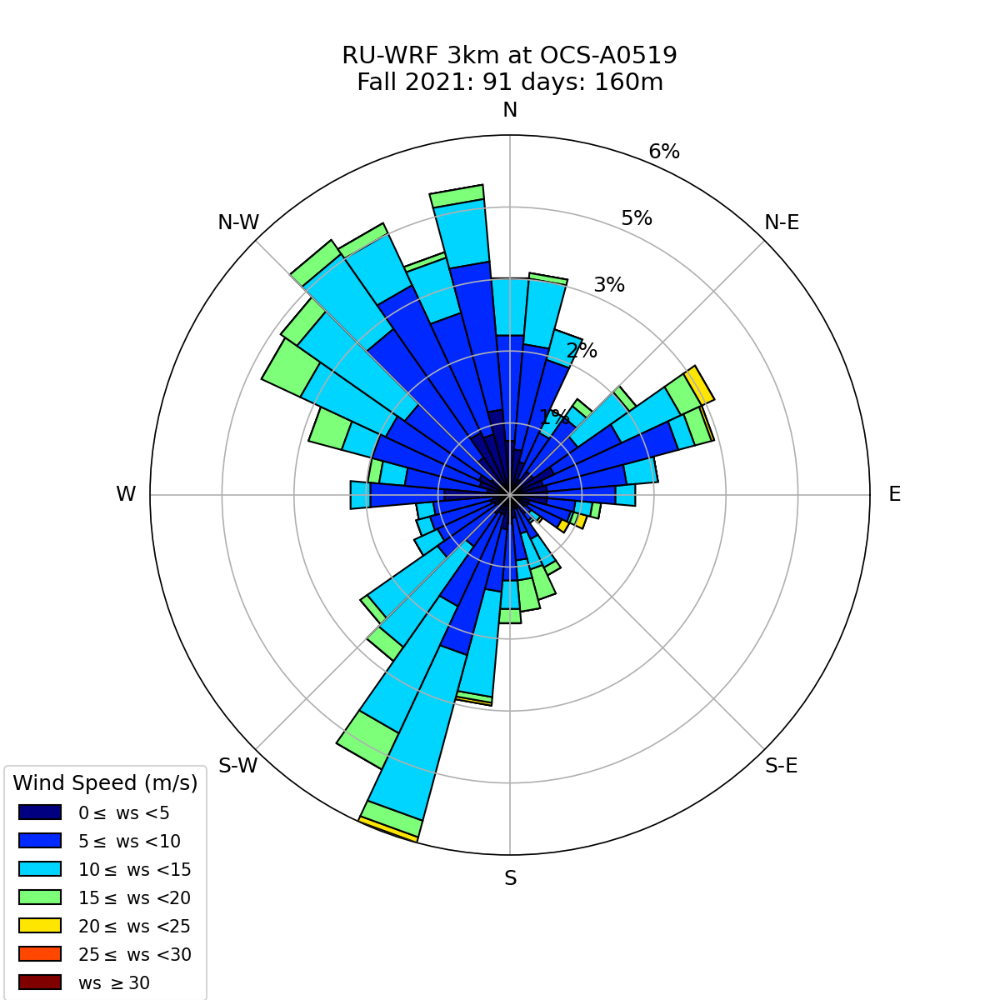 RU-WRF 3km at OCS-A0519
Fall 2021: 91 days: 160m
N
6%
N-W
N-E
5%
3%
2%
1%
W
E
S-W
S-E
S
Wind Speed (m/s)
0≤ ws <5
5≤ ws <10
10≤ ws <15
15≤ ws <20
20≤ ws <25
25≤ ws <30
ws ≥30